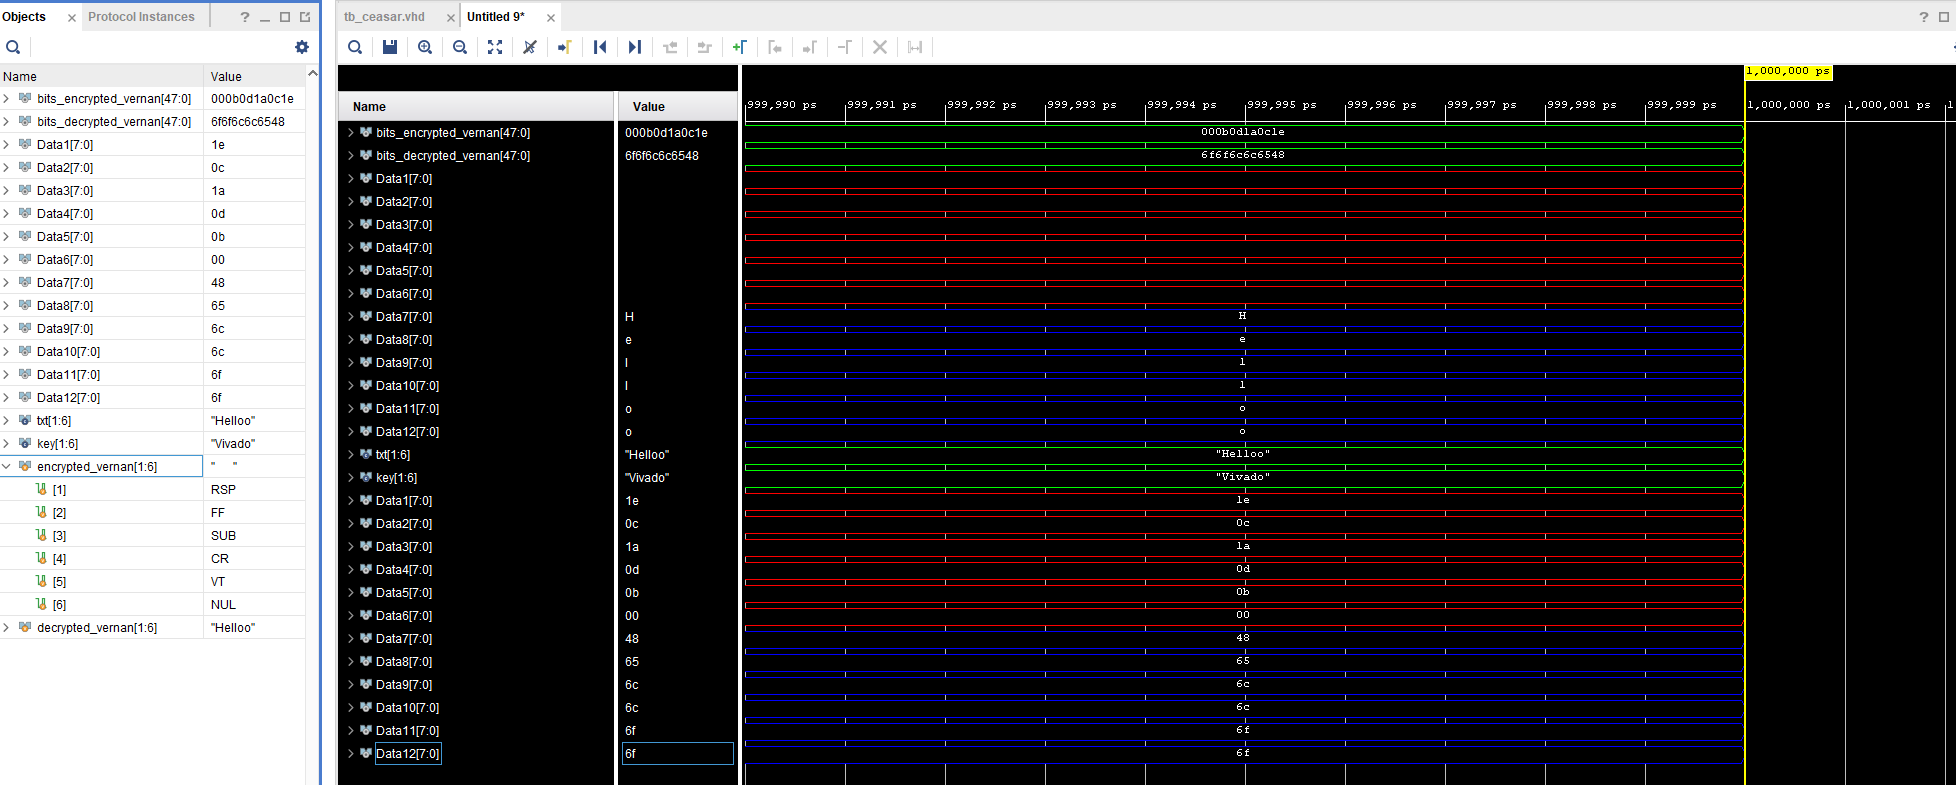 Objects × Protocol Instances ? _
Name Value
bits_encrypted_vernan[47:0] 000b0d1a0c1e
bits_decrypted_vernan[47:0] 6f6f6c6c6548
Data1[7:0] 1e
Data2[7:0] 0c
Data3[7:0] 1a
Data4[7:0] 0d
Data5[7:0] 0b
Data6[7:0] 00
Data7[7:0] 48
Data8[7:0] 65
Data9[7:0] 6c
Data10[7:0] 6c
Data11[7:0] 6f
Data12[7:0] 6f
txt[1:6] "Helloo"
key[1:6] "Vivado"
encrypted_vernan[1:6] "      "
[1] RSP
[2] FF
[3] SUB
[4] CR
[5] VT
[6] NUL
decrypted_vernan[1:6] "Helloo"
tb_ceasar.vhd × Untitled 9* × ?
1,000,000 ps
999,990 ps 999,991 ps 999,992 ps 999,993 ps 999,994 ps 999,995 ps 999,996 ps 999,997 ps 999,998 ps 999,999 ps 1,000,000 ps 1,000,001 ps 1
Name Value
bits_encrypted_vernan[47:0] 000b0d1a0c1e 000b0d1a0c1e
bits_decrypted_vernan[47:0] 6f6f6c6c6548 6f6f6c6c6548
Data1[7:0]
Data2[7:0]
Data3[7:0]
Data4[7:0]
Data5[7:0]
Data6[7:0]
Data7[7:0] H H
Data8[7:0] e e
Data9[7:0] l l
Data10[7:0] l l
Data11[7:0] o o
Data12[7:0] o o
txt[1:6] "Helloo" "Helloo"
key[1:6] "Vivado" "Vivado"
Data1[7:0] 1e 1e
Data2[7:0] 0c 0c
Data3[7:0] 1a 1a
Data4[7:0] 0d 0d
Data5[7:0] 0b 0b
Data6[7:0] 00 00
Data7[7:0] 48 48
Data8[7:0] 65 65
Data9[7:0] 6c 6c
Data10[7:0] 6c 6c
Data11[7:0] 6f 6f
Data12[7:0] 6f 6f